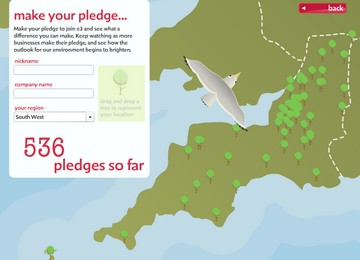 make your pledge...
back
Make your pledge to join e3 and see what a
difference you can make. Keep watching as more
businesses make their pledge, and see how the
outlook for our environment begins to brighten.
nickname
company name
drag and drop a
tree to represent
your location
your region
South West
536
pledges so far